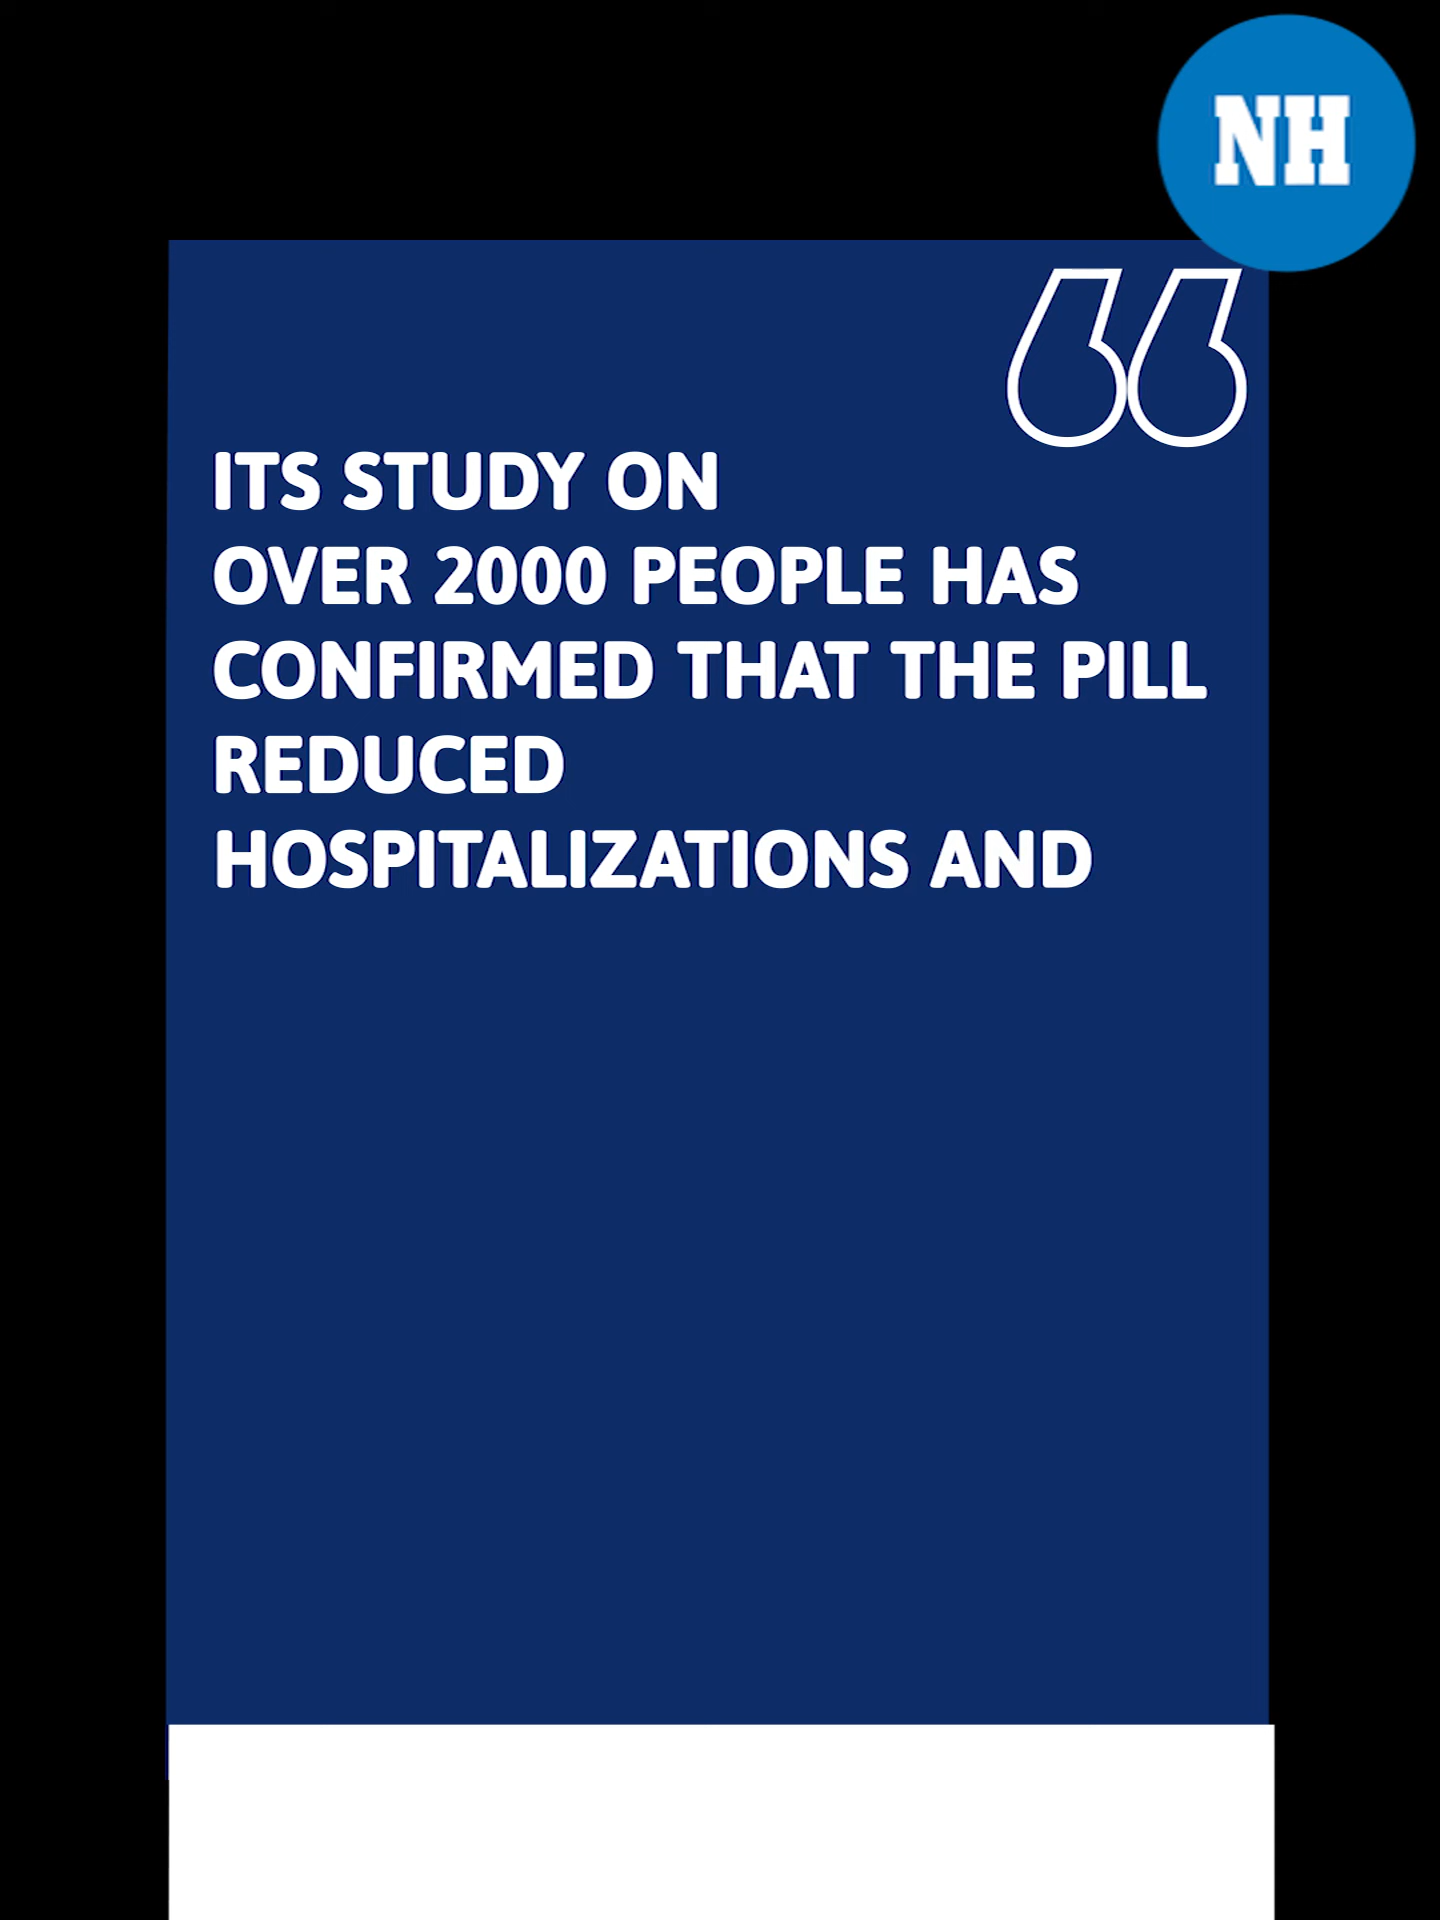 NH
ITS STUDY ON
OVER 2000 PEOPLE HAS
CONFIRMED THAT THE PILL
REDUCED
HOSPITALIZATIONS AND